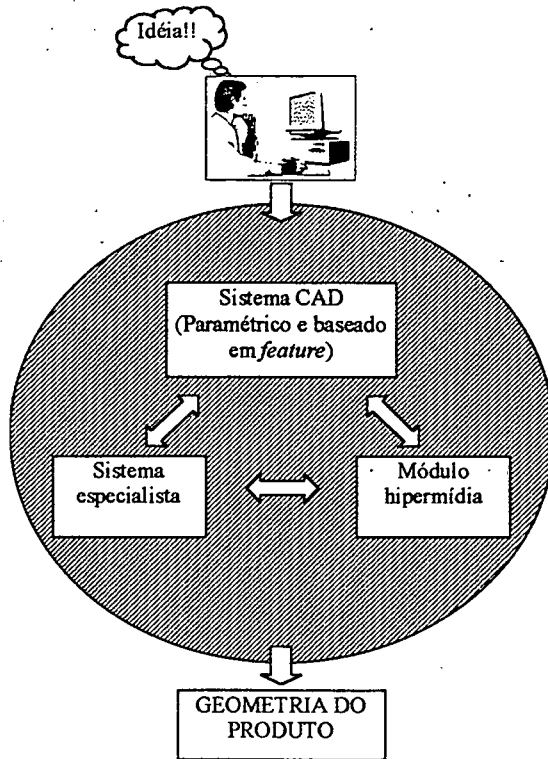 Idéia!!
Sistema CAD
(Paramétrico e baseado
em feature)
Sistema
especialista
Módulo
hipermídia
GEOMETRIA DO
PRODUTO